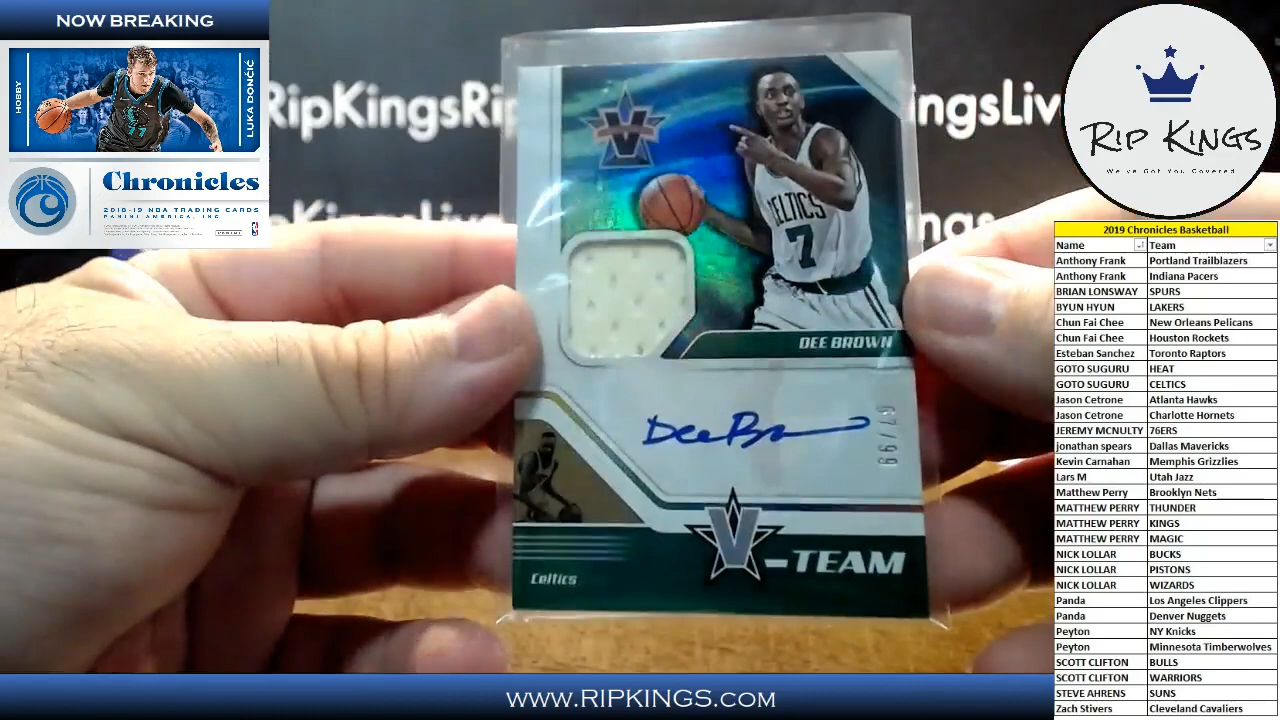 NOW BREAKING
HOBBY
77
LUKA DONČIĆ
Chronicles
2018-19 NBA TRADING CARDS
PANINI AMERICA, INC.
PANINI
RipKingsRip
ngsLive
RipKingsLive
V
CELTICS
7
DEE BROWN
Dee Brown
67/99
V-TEAM
Celtics
RIP KINGS
We've Got You Covered
2019 Chronicles Basketball
Name Team
Anthony Frank Portland Trailblazers
Anthony Frank Indiana Pacers
BRIAN LONSWAY SPURS
BYUN HYUN LAKERS
Chun Fai Chee New Orleans Pelicans
Chun Fai Chee Houston Rockets
Esteban Sanchez Toronto Raptors
GOTO SUGURU HEAT
GOTO SUGURU CELTICS
Jason Cetrone Atlanta Hawks
Jason Cetrone Charlotte Hornets
JEREMY MCNULTY 76ERS
jonathan spears Dallas Mavericks
Kevin Carnahan Memphis Grizzlies
Lars M Utah Jazz
Matthew Perry Brooklyn Nets
MATTHEW PERRY THUNDER
MATTHEW PERRY KINGS
MATTHEW PERRY MAGIC
NICK LOLLAR BUCKS
NICK LOLLAR PISTONS
NICK LOLLAR WIZARDS
Panda Los Angeles Clippers
Panda Denver Nuggets
Peyton NY Knicks
Peyton Minnesota Timberwolves
SCOTT CLIFTON BULLS
SCOTT CLIFTON WARRIORS
STEVE AHRENS SUNS
Zach Stivers Cleveland Cavaliers
WWW.RIPKINGS.COM